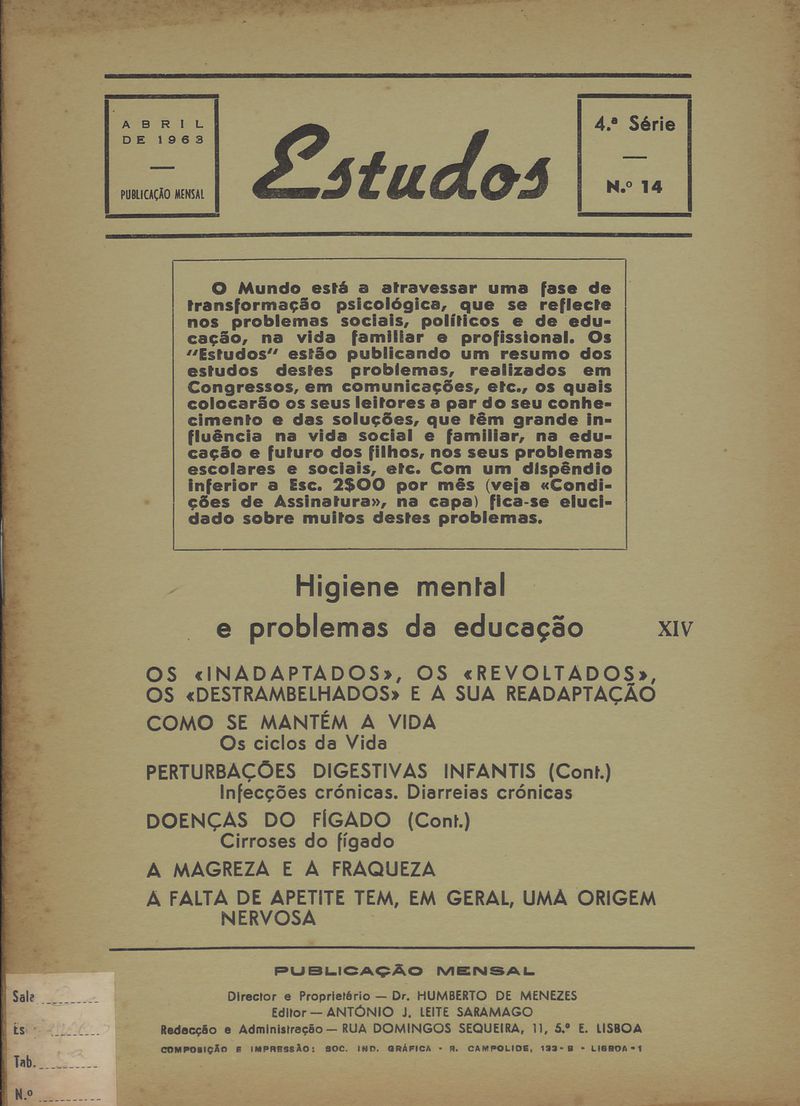 ABRIL
DE 1963
PUBLICAÇÃO MENSAL
Estudos
4.ª Série
N.º 14
O Mundo está a atravessar uma fase de
transformação psicológica, que se reflecte
nos problemas sociais, políticos e de edu-
cação, na vida familiar e profissional. Os
"Estudos" estão publicando um resumo dos
estudos destes problemas, realizados em
Congressos, em comunicações, etc., os quais
colocarão os seus leitores a par do seu conhe-
cimento e das soluções, que têm grande in-
fluência na vida social e familiar, na edu-
cação e futuro dos filhos, nos seus problemas
escolares e sociais, etc. Com um dispêndio
inferior a Esc. 2$00 por mês (veja «Condi-
ções de Assinatura», na capa) fica-se eluci-
dado sobre muitos destes problemas.
Higiene mental
e problemas da educação XIV
OS «INADAPTADOS», OS «REVOLTADOS»,
OS «DESTRAMBELHADOS» E A SUA READAPTAÇÃO
COMO SE MANTÉM A VIDA
Os ciclos da Vida
PERTURBAÇÕES DIGESTIVAS INFANTIS (Cont.)
Infecções crónicas. Diarreias crónicas
DOENÇAS DO FÍGADO (Cont.)
Cirroses do fígado
A MAGREZA E A FRAQUEZA
A FALTA DE APETITE TEM, EM GERAL, UMA ORIGEM
NERVOSA
PUBLICAÇÃO MENSAL
Director e Proprietário — Dr. HUMBERTO DE MENEZES
Editor — ANTÓNIO J. LEITE SARAMAGO
Redacção e Administração — RUA DOMINGOS SEQUEIRA, 11, 5.º E. LISBOA
COMPOSIÇÃO E IMPRESSÃO: SOC. IND. GRÁFICA - R. CAMPOLIDE, 133-B - LISBOA-1
Sala
Es
Tab.
N.º